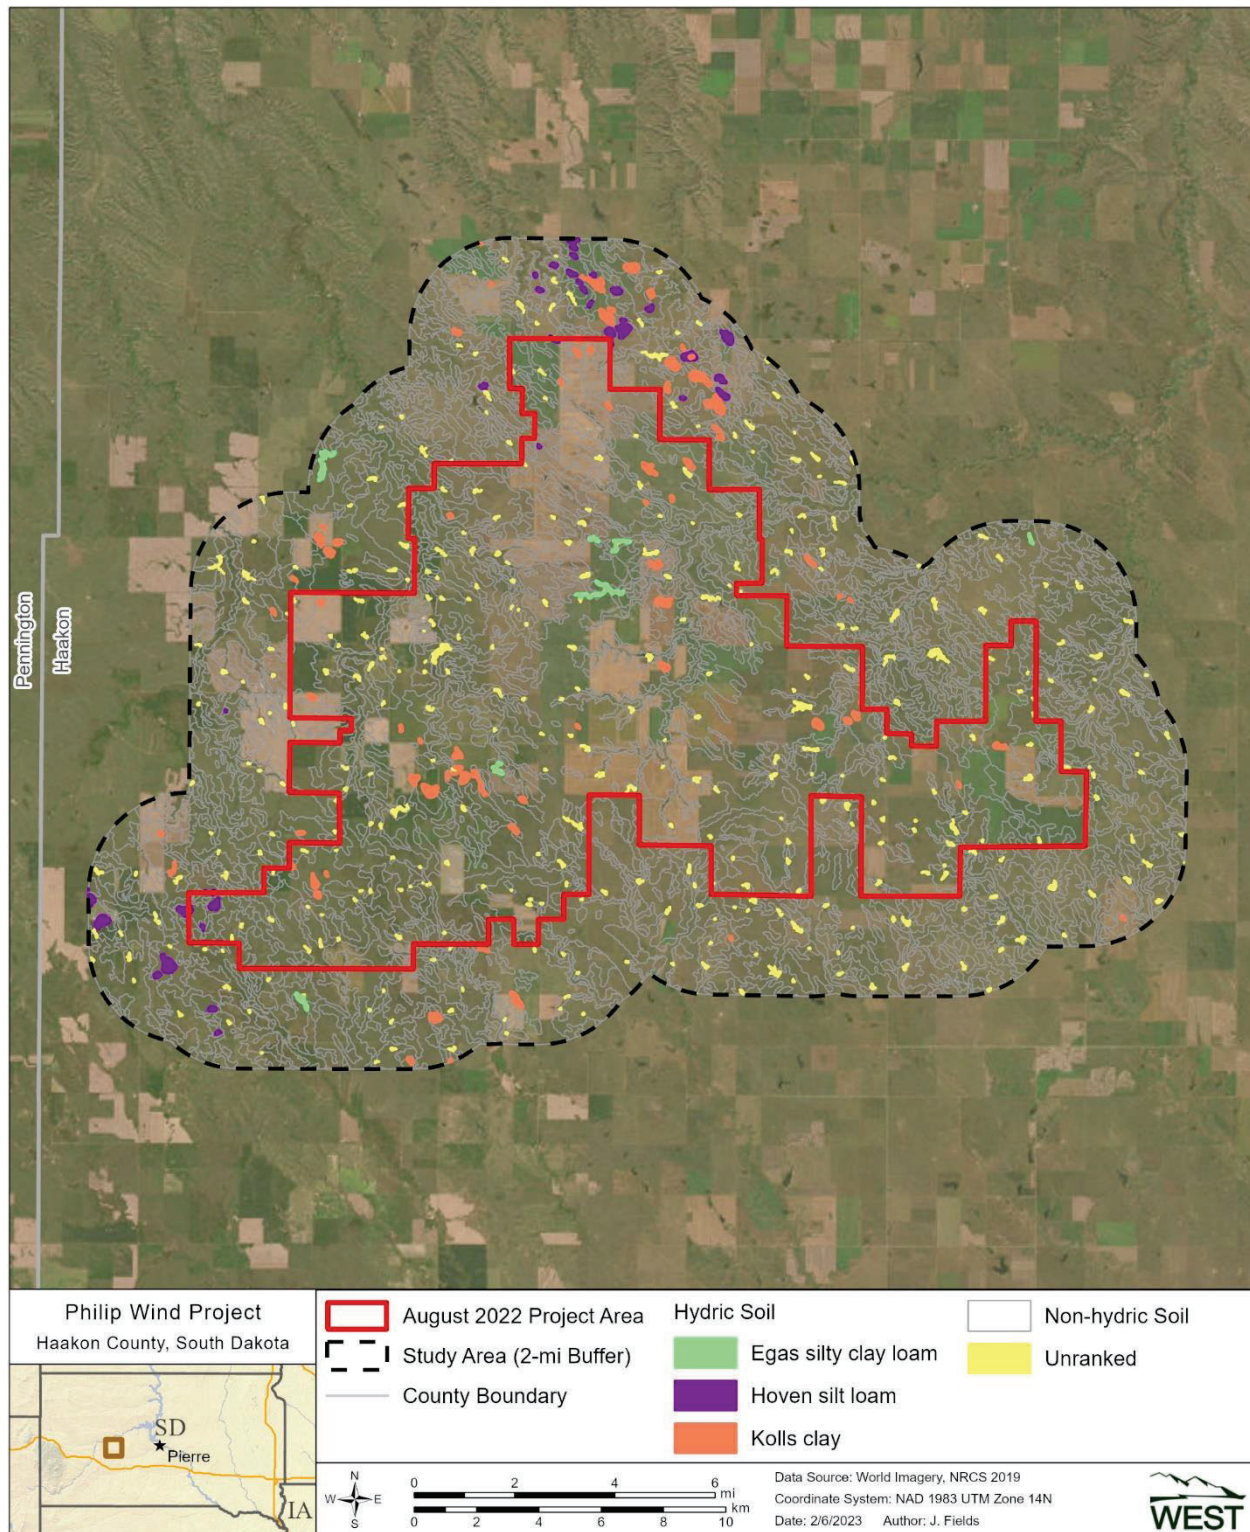 Pennington
Haakon
Philip Wind Project
Haakon County, South Dakota
SD
Pierre
IA
August 2022 Project Area
Study Area (2-mi Buffer)
County Boundary
Hydric Soil
Egas silty clay loam
Hoven silt loam
Kolls clay
Non-hydric Soil
Unranked
N
W E
S
0 2 4 6
mi
km
0 2 4 6 8 10
Data Source: World Imagery, NRCS 2019
Coordinate System: NAD 1983 UTM Zone 14N
Date: 2/6/2023 Author: J. Fields
WEST